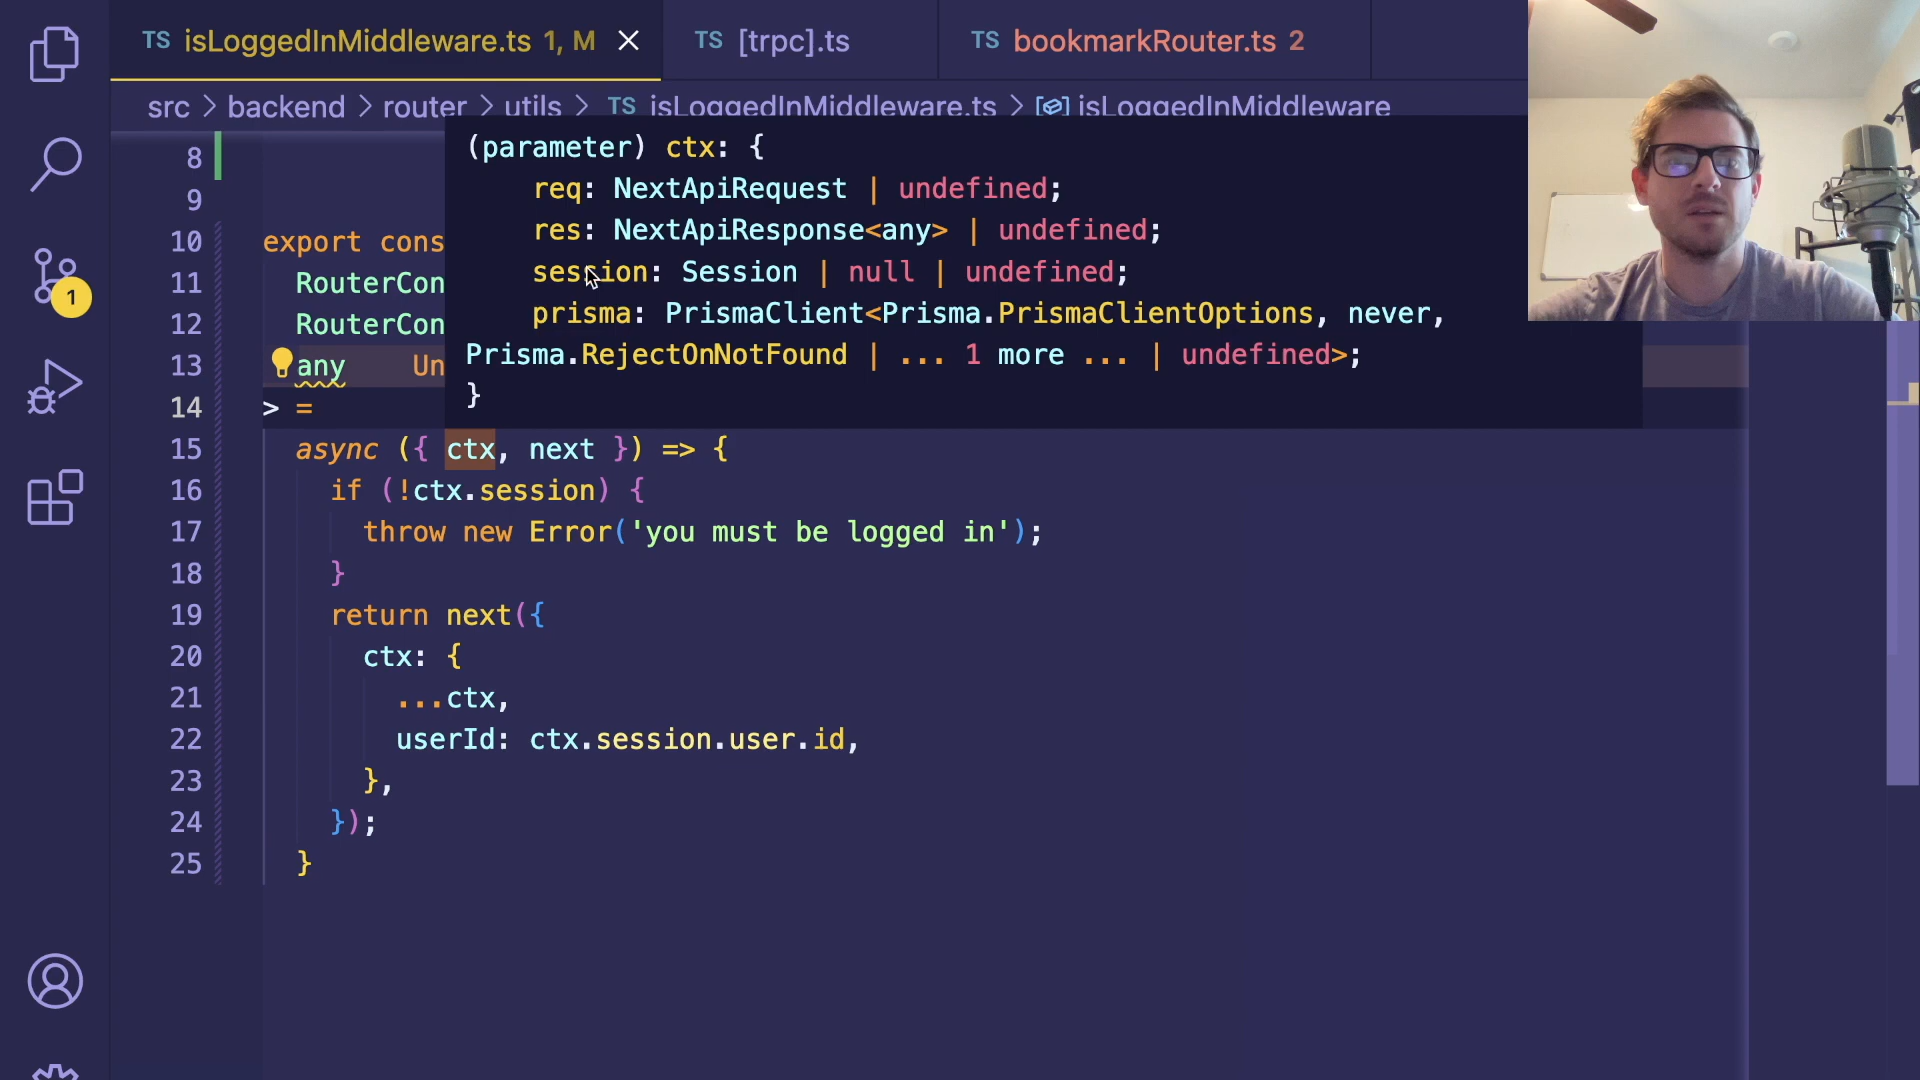 TS isLoggedInMiddleware.ts 1, M
TS [trpc].ts
TS bookmarkRouter.ts 2
src > backend > router > utils > TS isLoggedInMiddleware.ts > isLoggedInMiddleware
(parameter) ctx: {
req: NextApiRequest | undefined;
res: NextApiResponse<any> | undefined;
session: Session | null | undefined;
prisma: PrismaClient<Prisma.PrismaClientOptions, never,
Prisma.RejectOnNotFound | ... 1 more ... | undefined>;
}
1
8
9
10 export cons
11 RouterCon
12 RouterCon
13 any Un
14 > =
15 async ({ ctx, next }) => {
16 if (!ctx.session) {
17 throw new Error('you must be logged in');
18 }
19 return next({
20 ctx: {
21 ...ctx,
22 userId: ctx.session.user.id,
23 },
24 });
25 }